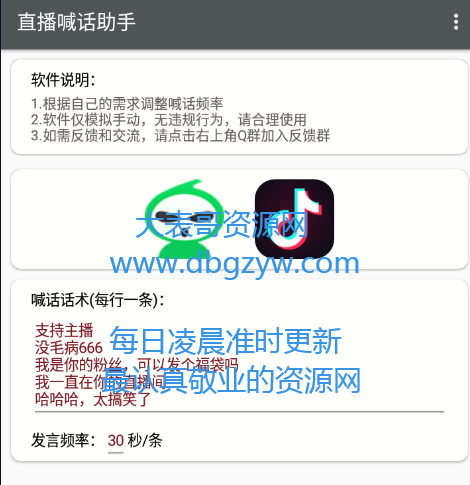 直播喊话助手
软件说明：
1.根据自己的需求调整喊话频率
2.软件仅模拟手动，无违规行为，请合理使用
3.如需反馈和交流，请点击右上角Q群加入反馈群
大表哥资源网
www.dbgzyw.com
喊话话术(每行一条)：
支持主播
没毛病666
每日凌晨准时更新
我是你的粉丝，可以发个福袋吗
我一直在你的直播间
最认真敬业的资源网
哈哈哈，太搞笑了
发言频率： 30 秒/条